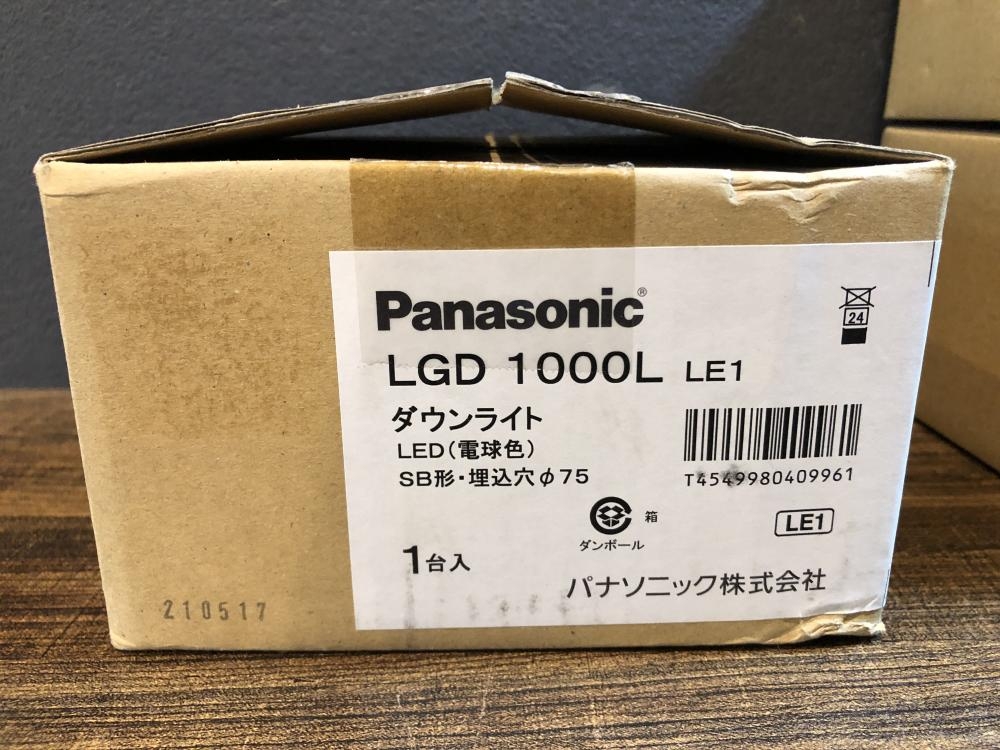 Panasonic®
LGD 1000L LE1
24
ダウンライト
LED(電球色)
SB形・埋込穴φ75
T4549980409961
箱
ダンボール
LE1
1台入
パナソニック株式会社
210517